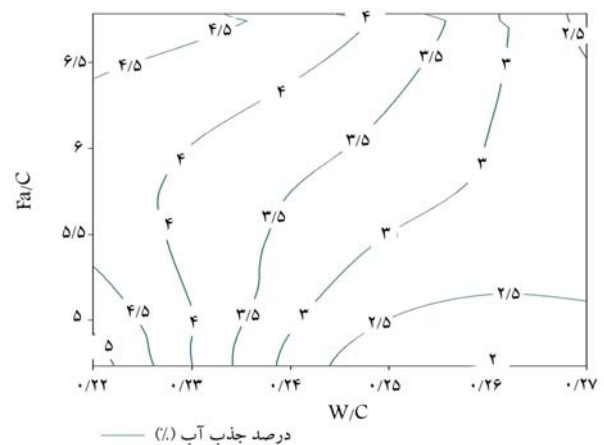 ۴/۵ ۴ ۲/۵
۶/۵ ۴/۵ ۳/۵ ۳
۴
۶ ۴ ۳/۵ ۳
Fa/C
۵/۵ ۴ ۳/۵ ۳
۵ ۴/۵ ۴ ۳/۵ ۳ ۲/۵ ۲/۵
۵ ۲
۰/۲۲ ۰/۲۳ ۰/۲۴ ۰/۲۵ ۰/۲۶ ۰/۲۷
W/C
درصد جذب آب (٪)